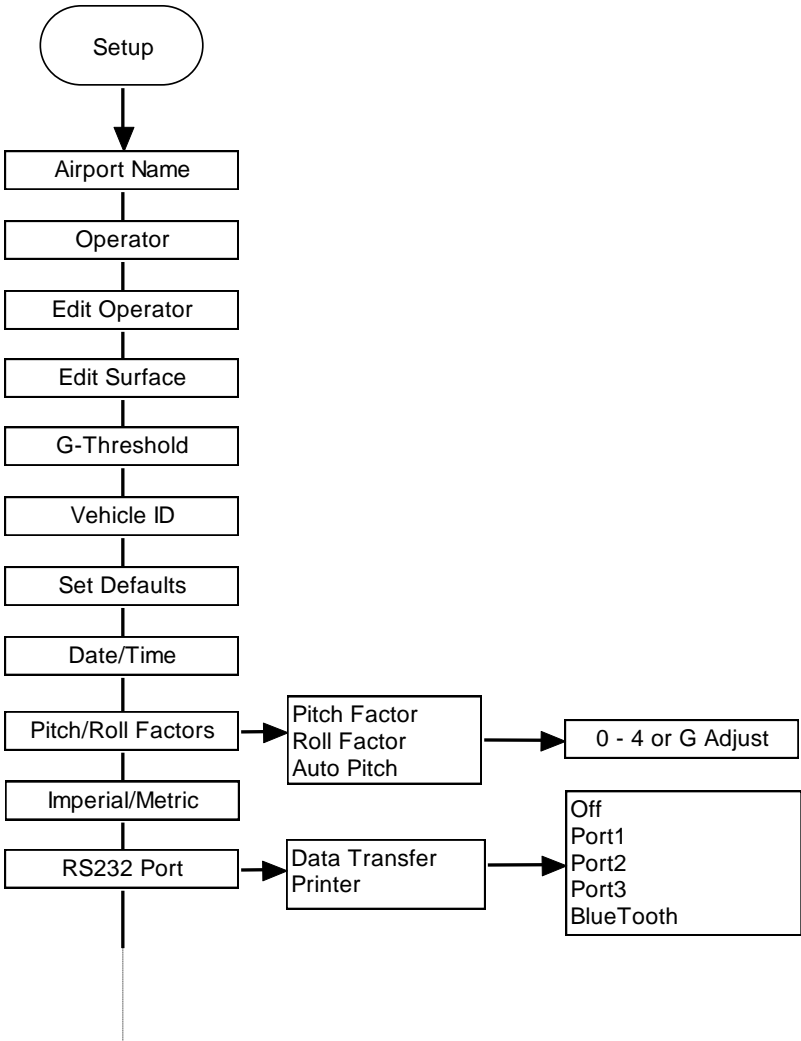 Setup
Airport Name
Operator
Edit Operator
Edit Surface
G-Threshold
Vehicle ID
Set Defaults
Date/Time
Pitch/Roll Factors
Pitch Factor
Roll Factor
Auto Pitch
0 - 4 or G Adjust
Imperial/Metric
RS232 Port
Data Transfer
Printer
Off
Port1
Port2
Port3
BlueTooth